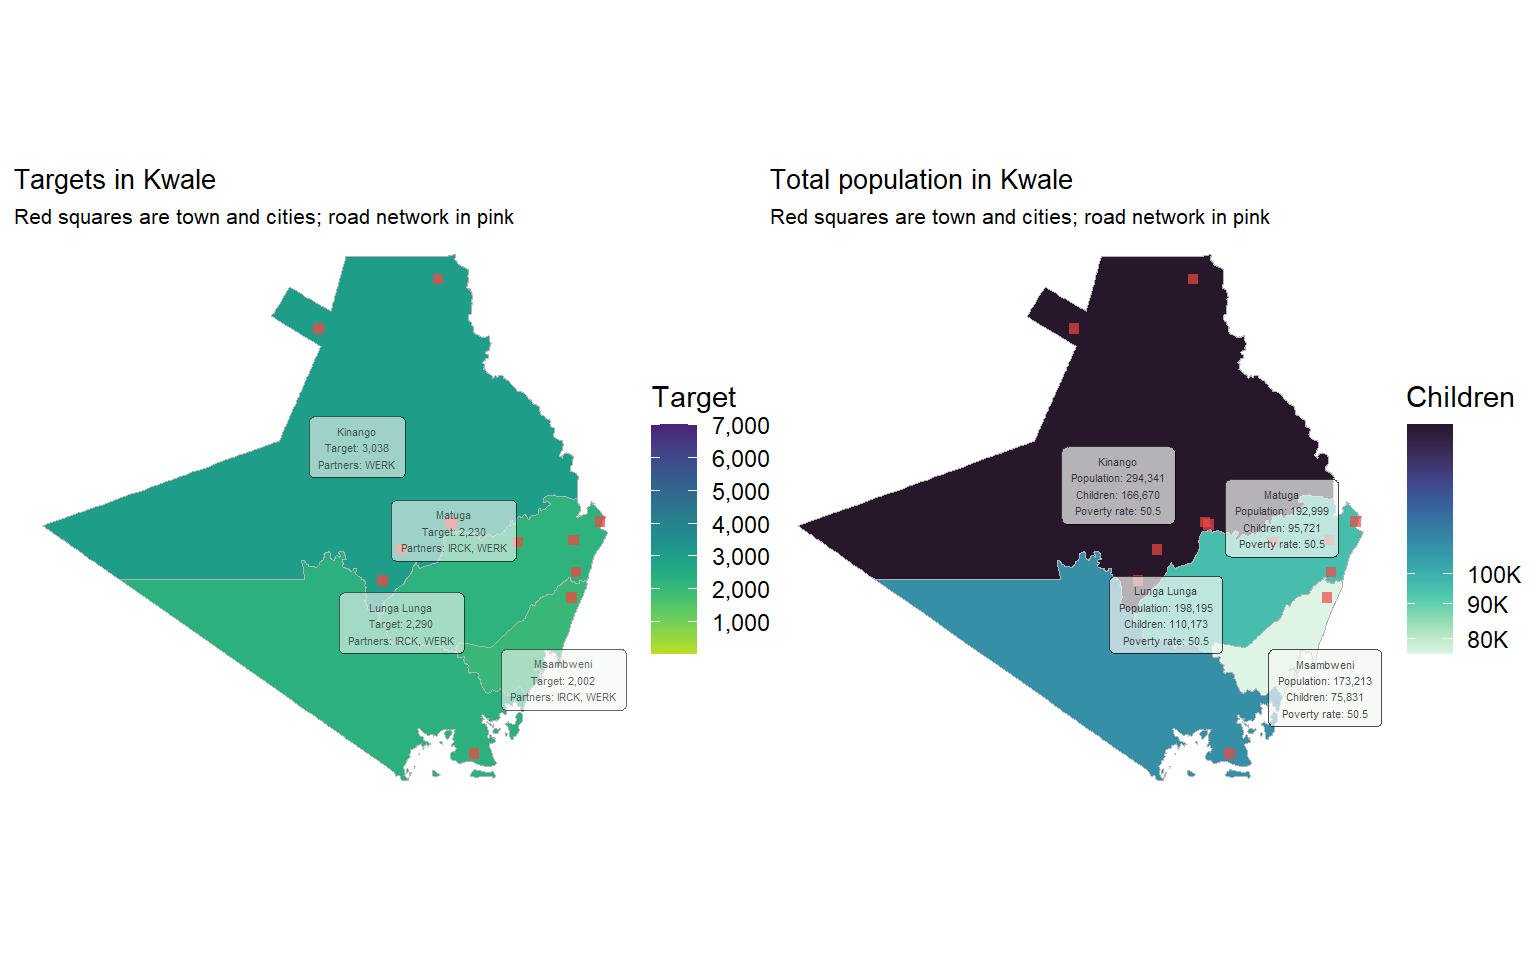 Targets in Kwale
Red squares are town and cities; road network in pink
Kinango
Target: 3,038
Partners: WERK
Matuga
Target: 2,230
Partners: IRCK, WERK
Lunga Lunga
Target: 2,290
Partners: IRCK, WERK
Msambweni
Target: 2,002
Partners: IRCK, WERK
Target
7,000
6,000
5,000
4,000
3,000
2,000
1,000
Total population in Kwale
Red squares are town and cities; road network in pink
Kinango
Population: 294,341
Children: 166,670
Poverty rate: 50.5
Matuga
Population: 192,999
Children: 95,721
Poverty rate: 50.5
Lunga Lunga
Population: 198,195
Children: 110,173
Poverty rate: 50.5
Msambweni
Population: 173,213
Children: 75,831
Poverty rate: 50.5
Children
100K
90K
80K